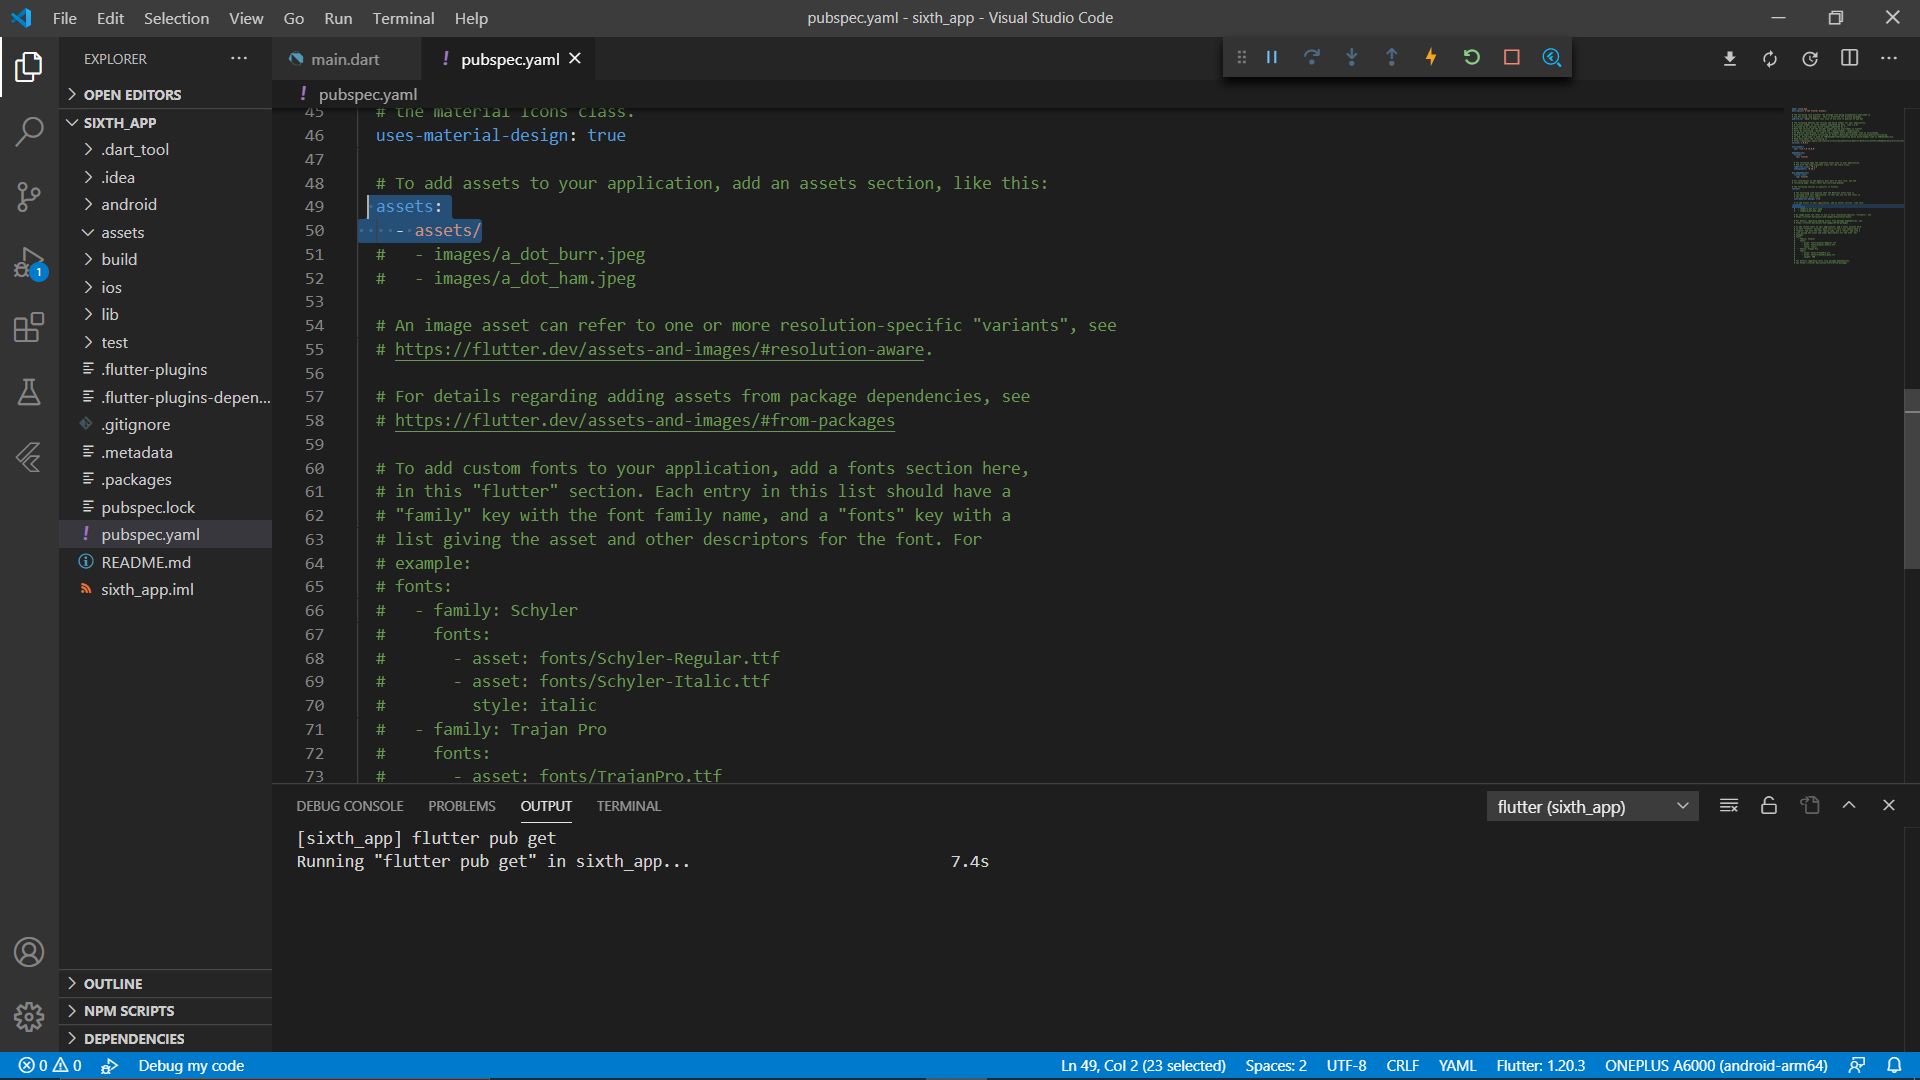 File Edit Selection View Go Run Terminal Help
pubspec.yaml - sixth_app - Visual Studio Code
EXPLORER
OPEN EDITORS
SIXTH_APP
.dart_tool
.idea
android
assets
build
ios
lib
test
.flutter-plugins
.flutter-plugins-depen...
.gitignore
.metadata
.packages
pubspec.lock
! pubspec.yaml
README.md
sixth_app.iml
OUTLINE
NPM SCRIPTS
DEPENDENCIES
1
main.dart
! pubspec.yaml
! pubspec.yaml
45 # the material Icons class.
46 uses-material-design: true
47
48 # To add assets to your application, add an assets section, like this:
49 assets:
50 - assets/
51 #   - images/a_dot_burr.jpeg
52 #   - images/a_dot_ham.jpeg
53
54 # An image asset can refer to one or more resolution-specific "variants", see
55 # https://flutter.dev/assets-and-images/#resolution-aware.
56
57 # For details regarding adding assets from package dependencies, see
58 # https://flutter.dev/assets-and-images/#from-packages
59
60 # To add custom fonts to your application, add a fonts section here,
61 # in this "flutter" section. Each entry in this list should have a
62 # "family" key with the font family name, and a "fonts" key with a
63 # list giving the asset and other descriptors for the font. For
64 # example:
65 # fonts:
66 #   - family: Schyler
67 #     fonts:
68 #       - asset: fonts/Schyler-Regular.ttf
69 #       - asset: fonts/Schyler-Italic.ttf
70 #         style: italic
71 #   - family: Trajan Pro
72 #     fonts:
73 #       - asset: fonts/TrajanPro.ttf
DEBUG CONSOLE PROBLEMS OUTPUT TERMINAL
flutter (sixth_app)
[sixth_app] flutter pub get
Running "flutter pub get" in sixth_app... 7.4s
0 0 Debug my code
Ln 49, Col 2 (23 selected) Spaces: 2 UTF-8 CRLF YAML Flutter: 1.20.3 ONEPLUS A6000 (android-arm64)